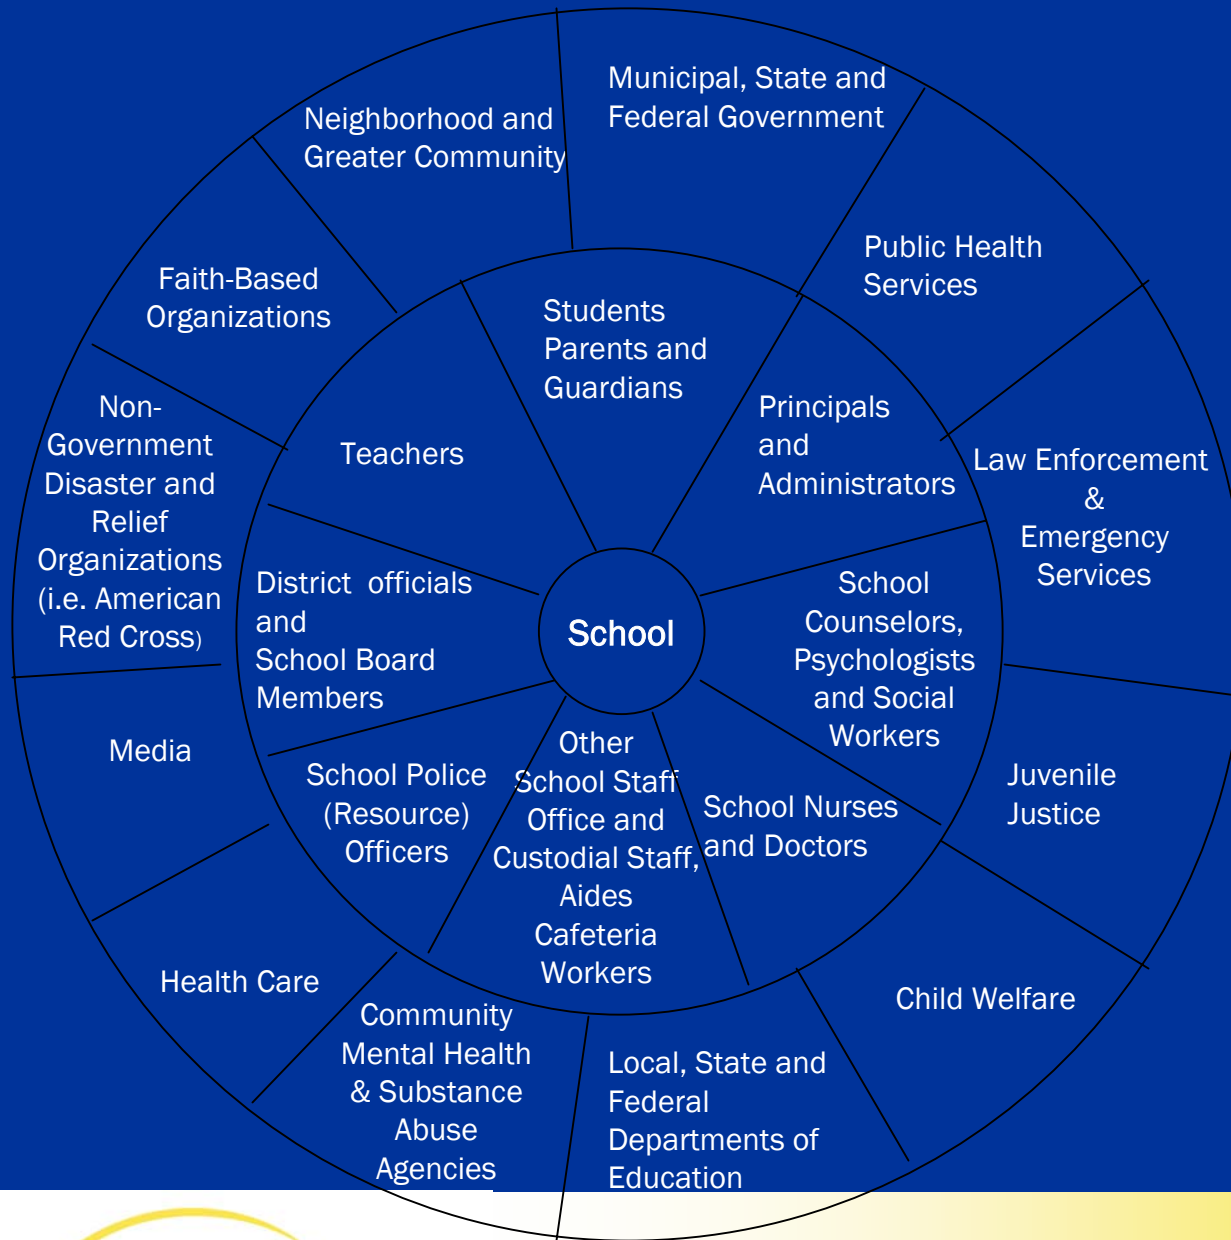 Municipal, State and
Federal Government
Neighborhood and
Greater Community
Public Health
Services
Faith-Based
Organizations
Students
Parents and
Guardians
Principals
and
Administrators
Non-
Government
Disaster and
Relief
Organizations
(i.e. American
Red Cross)
Teachers
Law Enforcement
&
Emergency
Services
District officials
and
School Board
Members
School
School
Counselors,
Psychologists
and Social
Workers
Media
School Police
(Resource)
Officers
Other
School Staff
Office and
Custodial Staff,
Aides
Cafeteria
Workers
School Nurses
and Doctors
Juvenile
Justice
Health Care
Child Welfare
Community
Mental Health
& Substance
Abuse
Agencies
Local, State and
Federal
Departments of
Education